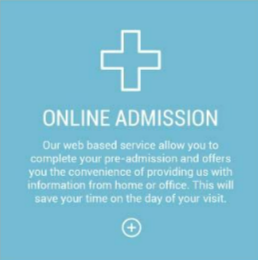 ONLINE ADMISSION
Our web based service allow you to
complete your pre-admission and offers
you the convenience of providing us with
information from home or office. This will
save your time on the day of your visit.